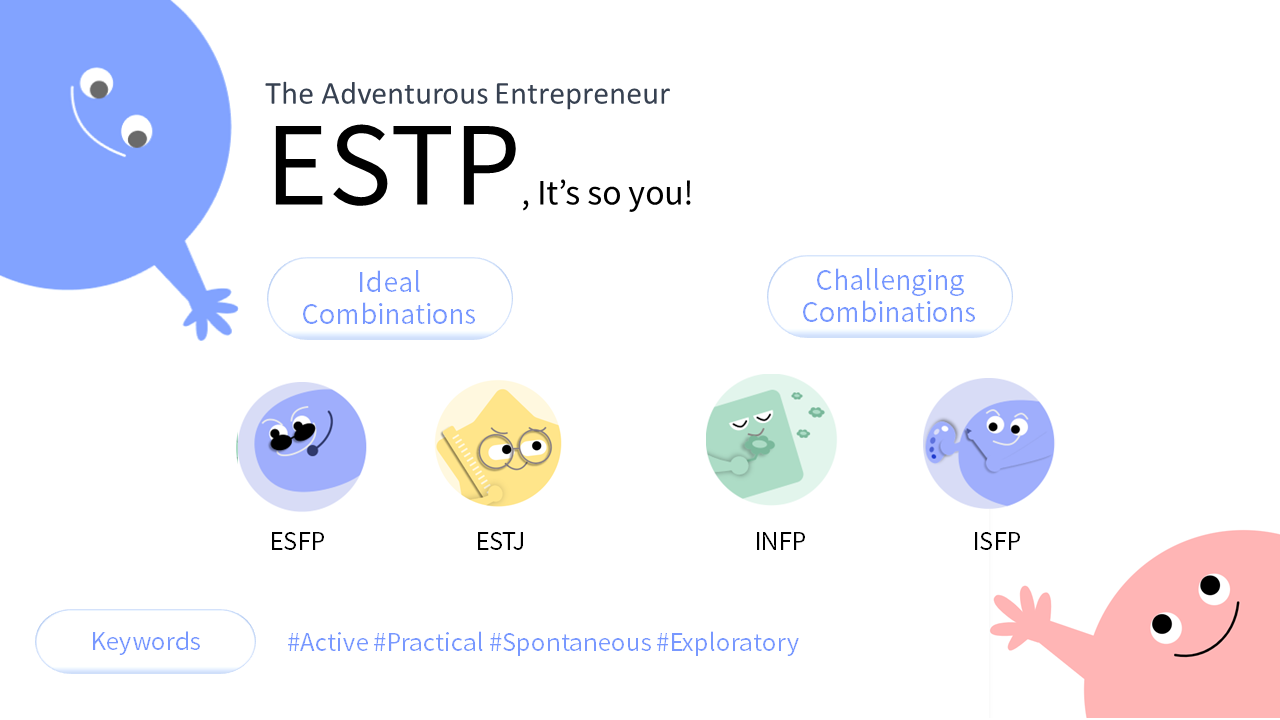 The Adventurous Entrepreneur
ESTP, It’s so you!
Ideal
Combinations
Challenging
Combinations
ESFP
ESTJ
INFP
ISFP
Keywords
#Active #Practical #Spontaneous #Exploratory